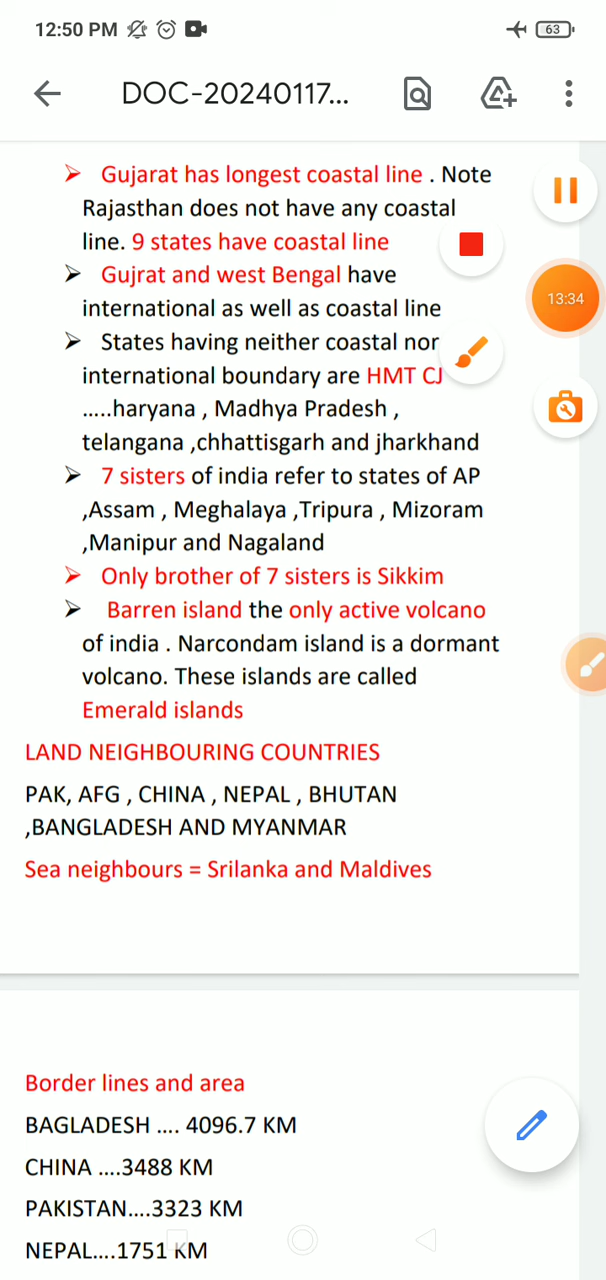 12:50 PM
63
DOC-20240117...
➢ Gujarat has longest coastal line . Note
Rajasthan does not have any coastal
line. 9 states have coastal line
➢ Gujrat and west Bengal have
international as well as coastal line
➢ States having neither coastal nor
international boundary are HMT CJ
.....haryana , Madhya Pradesh ,
telangana ,chhattisgarh and jharkhand
➢ 7 sisters of india refer to states of AP
,Assam , Meghalaya ,Tripura , Mizoram
,Manipur and Nagaland
➢ Only brother of 7 sisters is Sikkim
➢ Barren island the only active volcano
of india . Narcondam island is a dormant
volcano. These islands are called
Emerald islands
13:34
LAND NEIGHBOURING COUNTRIES
PAK, AFG , CHINA , NEPAL , BHUTAN
,BANGLADESH AND MYANMAR
Sea neighbours = Srilanka and Maldives
Border lines and area
BAGLADESH .... 4096.7 KM
CHINA ....3488 KM
PAKISTAN....3323 KM
NEPAL....1751 KM